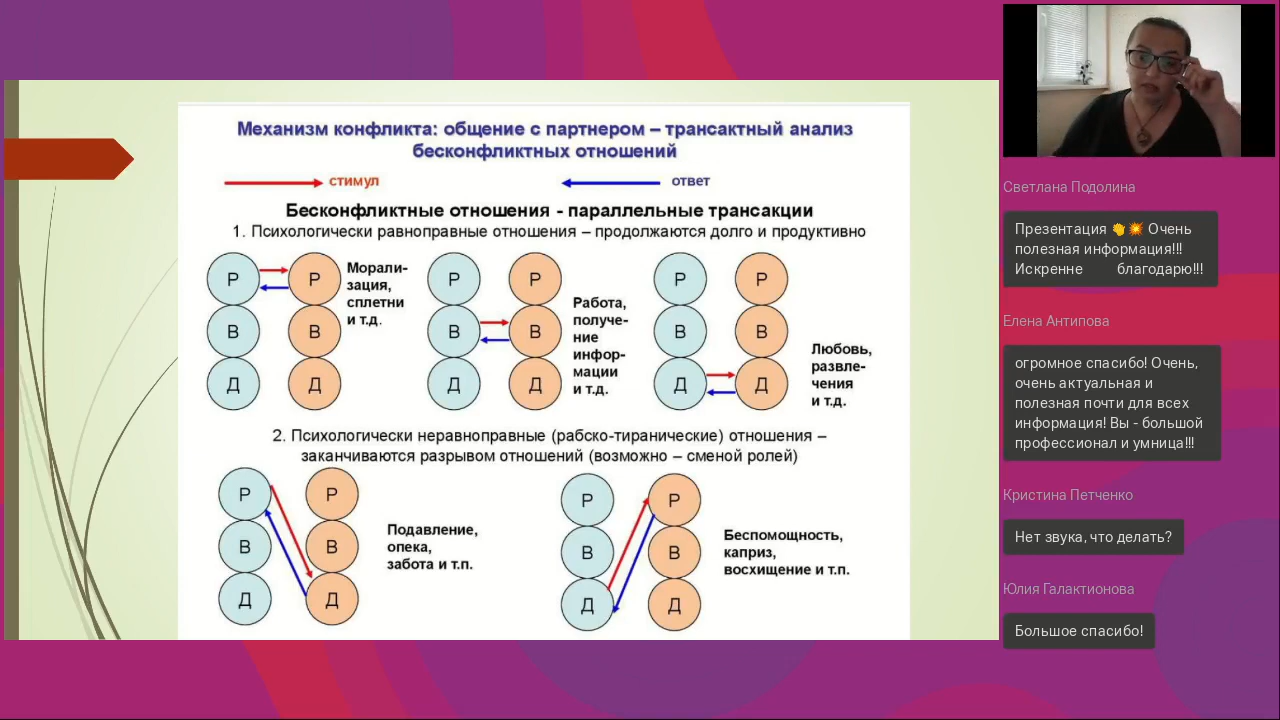 Механизм конфликта: общение с партнером – трансактный анализ
бесконфликтных отношений
стимул
ответ
Бесконфликтные отношения - параллельные трансакции
1. Психологически равноправные отношения – продолжаются долго и продуктивно
Р
В
Д
Р
В
Д
Морали-
зация,
сплетни
и т.д.
Р
В
Д
Р
В
Д
Работа,
получе-
ние
инфор-
мации
и т.д.
Р
В
Д
Р
В
Д
Любовь,
развле-
чения
и т.д.
2. Психологически неравноправные (рабско-тиранические) отношения –
заканчиваются разрывом отношений (возможно – сменой ролей)
Р
В
Д
Р
В
Д
Подавление,
опека,
забота и т.п.
Р
В
Д
Р
В
Д
Беспомощность,
каприз,
восхищение и т.п.
Светлана Подолина
Презентация 👏💥 Очень
полезная информация!!!
Искренне благодарю!!!
Елена Антипова
огромное спасибо! Очень,
очень актуальная и
полезная почти для всех
информация! Вы - большой
профессионал и умница!!!
Кристина Петченко
Нет звука, что делать?
Юлия Галактионова
Большое спасибо!